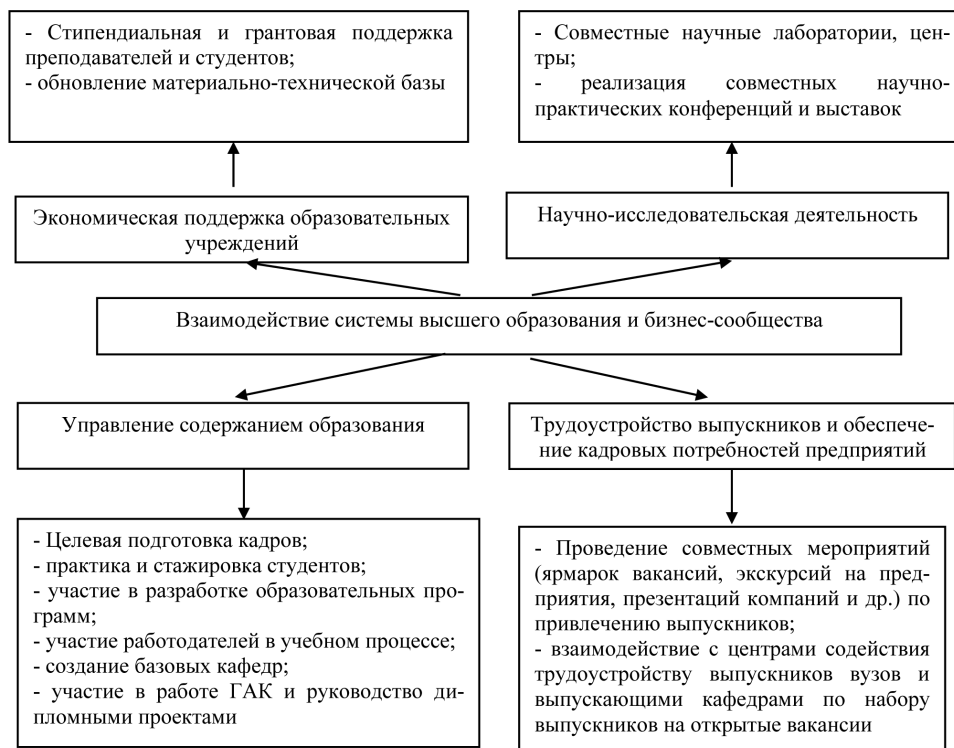 - Стипендиальная и грантовая поддержка
преподавателей и студентов;
- обновление материально-технической базы
- Совместные научные лаборатории, цен-
тры;
- реализация совместных научно-
практических конференций и выставок
Экономическая поддержка образовательных
учреждений
Научно-исследовательская деятельность
Взаимодействие системы высшего образования и бизнес-сообщества
Управление содержанием образования
Трудоустройство выпускников и обеспече-
ние кадровых потребностей предприятий
- Целевая подготовка кадров;
- практика и стажировка студентов;
- участие в разработке образовательных про-
грамм;
- участие работодателей в учебном процессе;
- создание базовых кафедр;
- участие в работе ГАК и руководство ди-
пломными проектами
- Проведение совместных мероприятий
(ярмарок вакансий, экскурсий на пред-
приятия, презентаций компаний и др.) по
привлечению выпускников;
- взаимодействие с центрами содействия
трудоустройству выпускников вузов и
выпускающими кафедрами по набору
выпускников на открытые вакансии